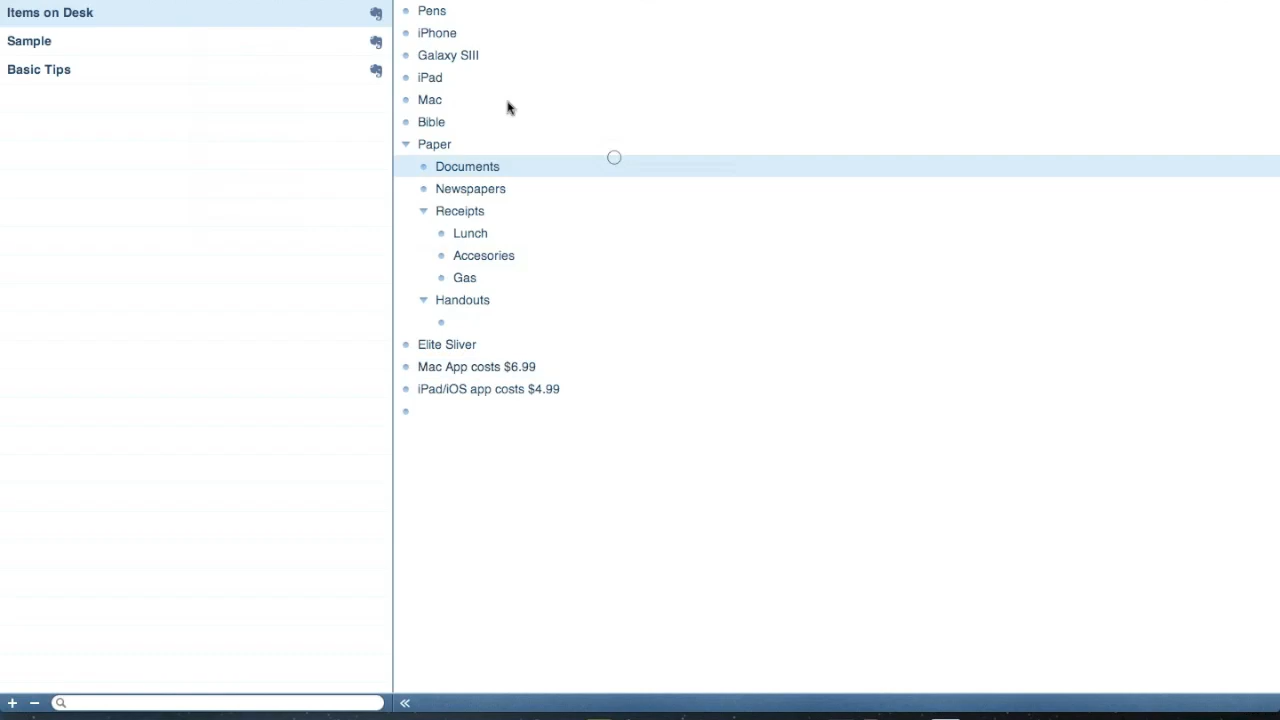 Items on Desk
Sample
Basic Tips
Pens
iPhone
Galaxy SIII
iPad
Mac
Bible
Paper
Documents
Newspapers
Receipts
Lunch
Accesories
Gas
Handouts
Elite Sliver
Mac App costs $6.99
iPad/iOS app costs $4.99